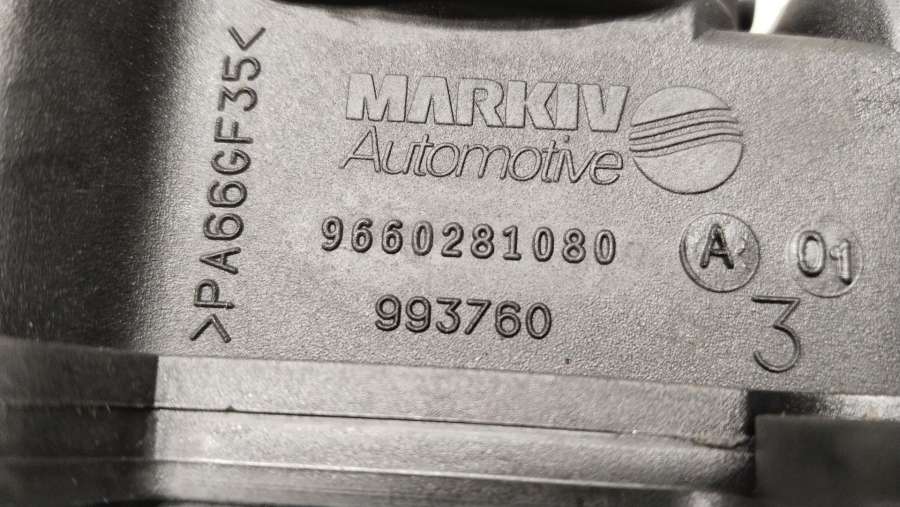 >PA66GF35<
MARKIV
Automotive
9660281080
A
01
993760
3